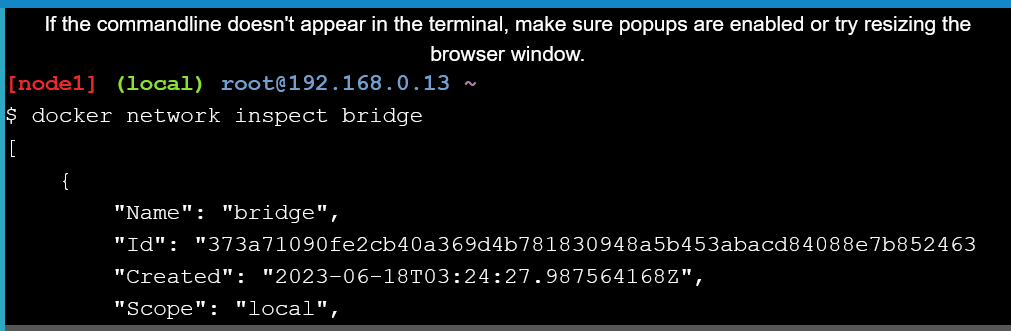 If the commandline doesn't appear in the terminal, make sure popups are enabled or try resizing the
browser window.
[node1] (local) root@192.168.0.13 ~
$ docker network inspect bridge
[
    {
        "Name": "bridge",
        "Id": "373a71090fe2cb40a369d4b781830948a5b453abacd84088e7b852463
        "Created": "2023-06-18T03:24:27.987564168Z",
        "Scope": "local",